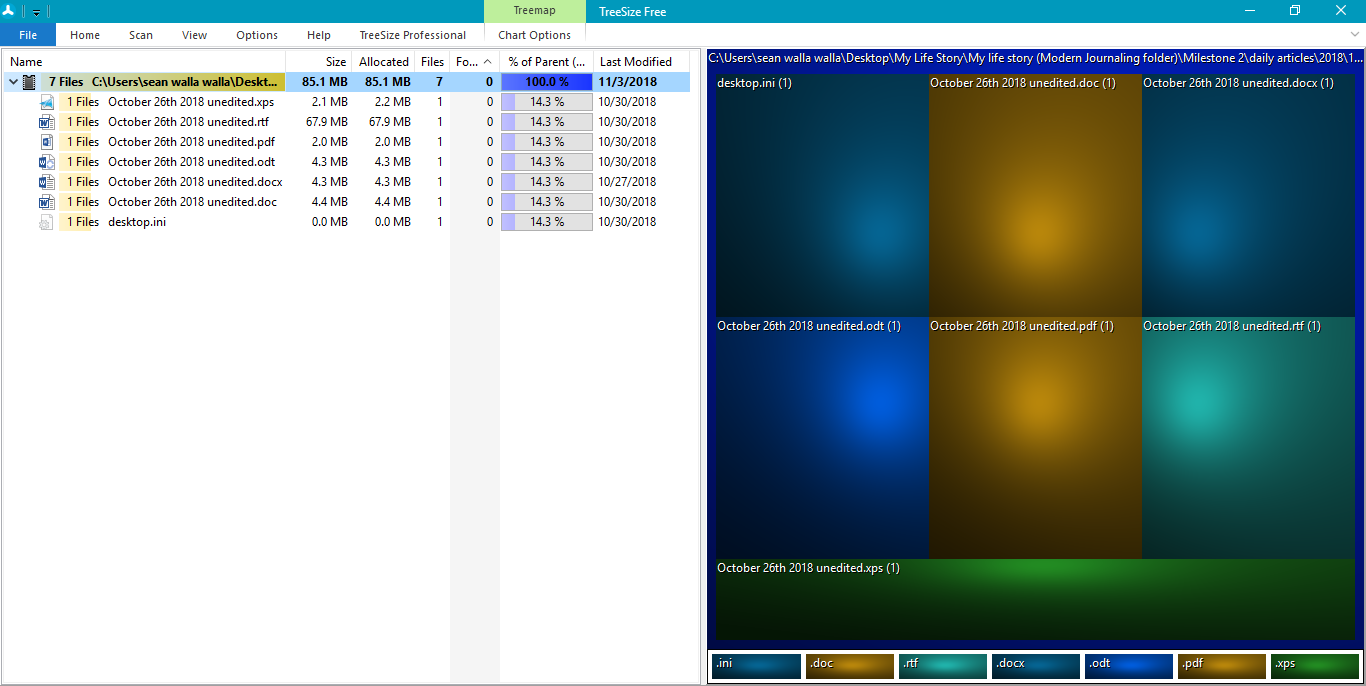 Treemap TreeSize Free
File Home Scan View Options Help TreeSize Professional Chart Options
Name Size Allocated Files Fo... % of Parent (... Last Modified
7 Files C:\Users\sean walla walla\Deskt... 85.1 MB 85.1 MB 7 0 100.0 % 11/3/2018
1 Files October 26th 2018 unedited.xps 2.1 MB 2.2 MB 1 0 14.3 % 10/30/2018
1 Files October 26th 2018 unedited.rtf 67.9 MB 67.9 MB 1 0 14.3 % 10/30/2018
1 Files October 26th 2018 unedited.pdf 2.0 MB 2.0 MB 1 0 14.3 % 10/30/2018
1 Files October 26th 2018 unedited.odt 4.3 MB 4.3 MB 1 0 14.3 % 10/30/2018
1 Files October 26th 2018 unedited.docx 4.3 MB 4.3 MB 1 0 14.3 % 10/27/2018
1 Files October 26th 2018 unedited.doc 4.4 MB 4.4 MB 1 0 14.3 % 10/30/2018
1 Files desktop.ini 0.0 MB 0.0 MB 1 0 14.3 % 10/30/2018
C:\Users\sean walla walla\Desktop\My Life Story\My life story (Modern Journaling folder)\Milestone 2\daily articles\2018\1...
desktop.ini (1) October 26th 2018 unedited.doc (1) October 26th 2018 unedited.docx (1)
October 26th 2018 unedited.odt (1) October 26th 2018 unedited.pdf (1) October 26th 2018 unedited.rtf (1)
October 26th 2018 unedited.xps (1)
.ini .doc .rtf .docx .odt .pdf .xps